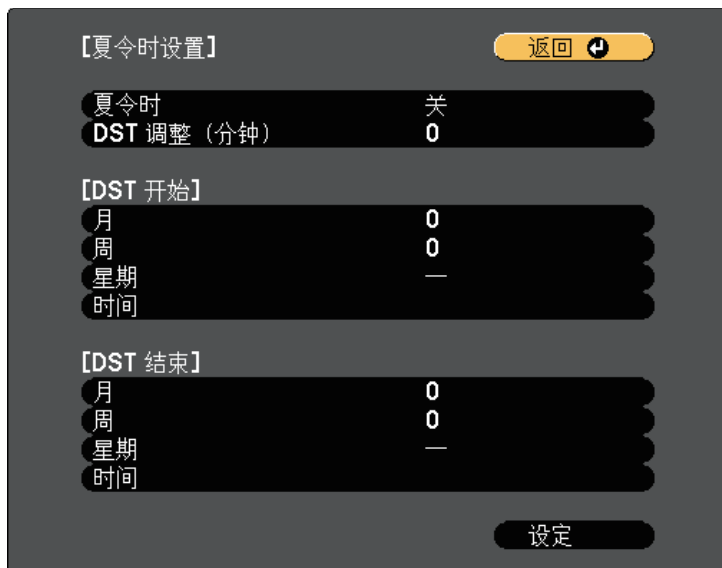 [夏令时设置] 返回
夏令时 关
DST 调整（分钟） 0
[DST 开始]
月 0
周 0
星期 —
时间
[DST 结束]
月 0
周 0
星期 —
时间
设定